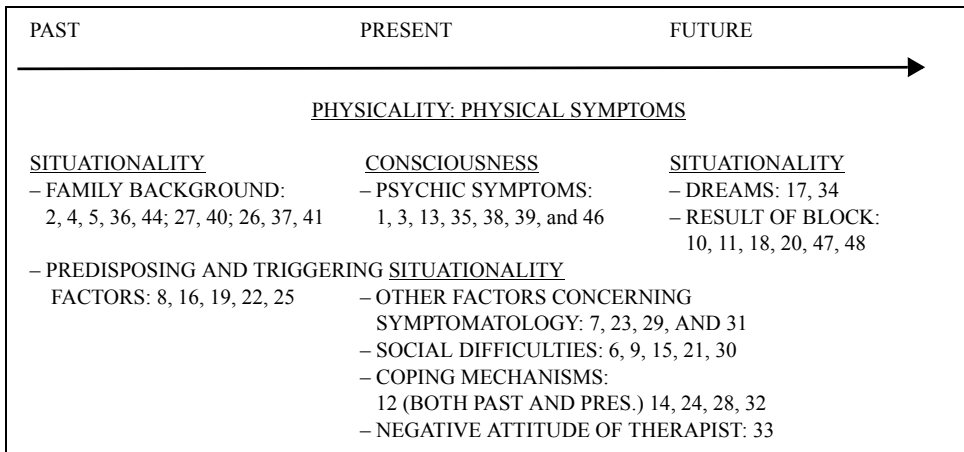 PAST PRESENT FUTURE
PHYSICALITY: PHYSICAL SYMPTOMS
SITUATIONALITY
– FAMILY BACKGROUND:
2, 4, 5, 36, 44; 27, 40; 26, 37, 41
– PREDISPOSING AND TRIGGERING
FACTORS: 8, 16, 19, 22, 25
CONSCIOUSNESS
– PSYCHIC SYMPTOMS:
1, 3, 13, 35, 38, 39, and 46
SITUATIONALITY
– OTHER FACTORS CONCERNING
SYMPTOMATOLOGY: 7, 23, 29, AND 31
– SOCIAL DIFFICULTIES: 6, 9, 15, 21, 30
– COPING MECHANISMS:
12 (BOTH PAST AND PRES.) 14, 24, 28, 32
– NEGATIVE ATTITUDE OF THERAPIST: 33
SITUATIONALITY
– DREAMS: 17, 34
– RESULT OF BLOCK:
10, 11, 18, 20, 47, 48